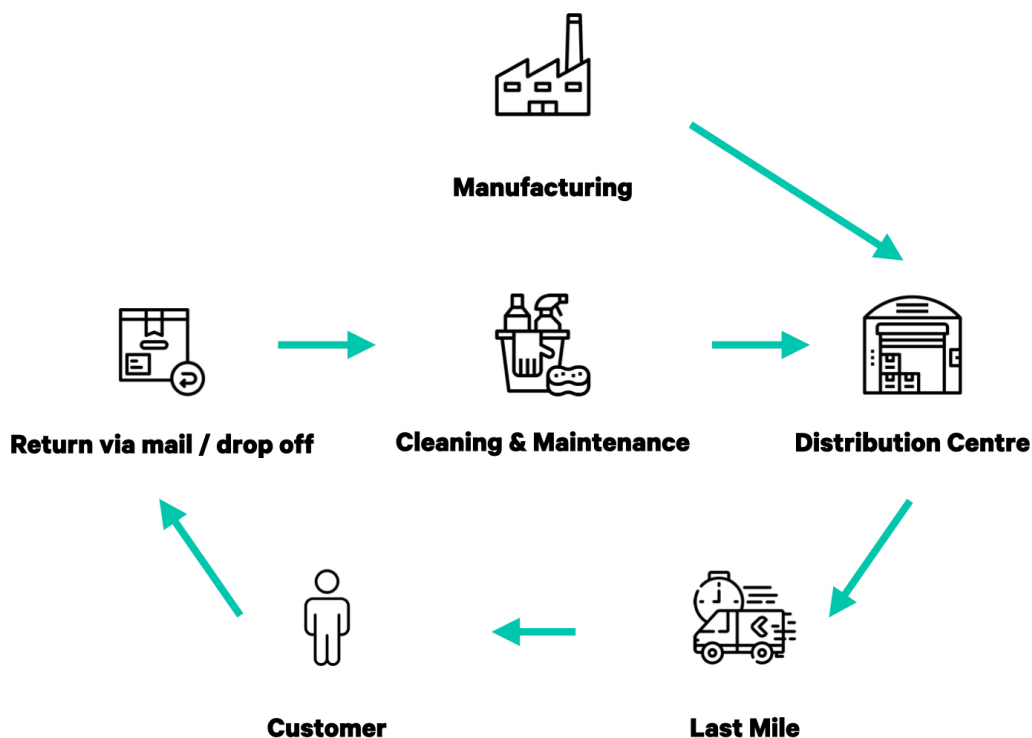 Manufacturing
Return via mail / drop off
Cleaning & Maintenance
Distribution Centre
Customer
Last Mile